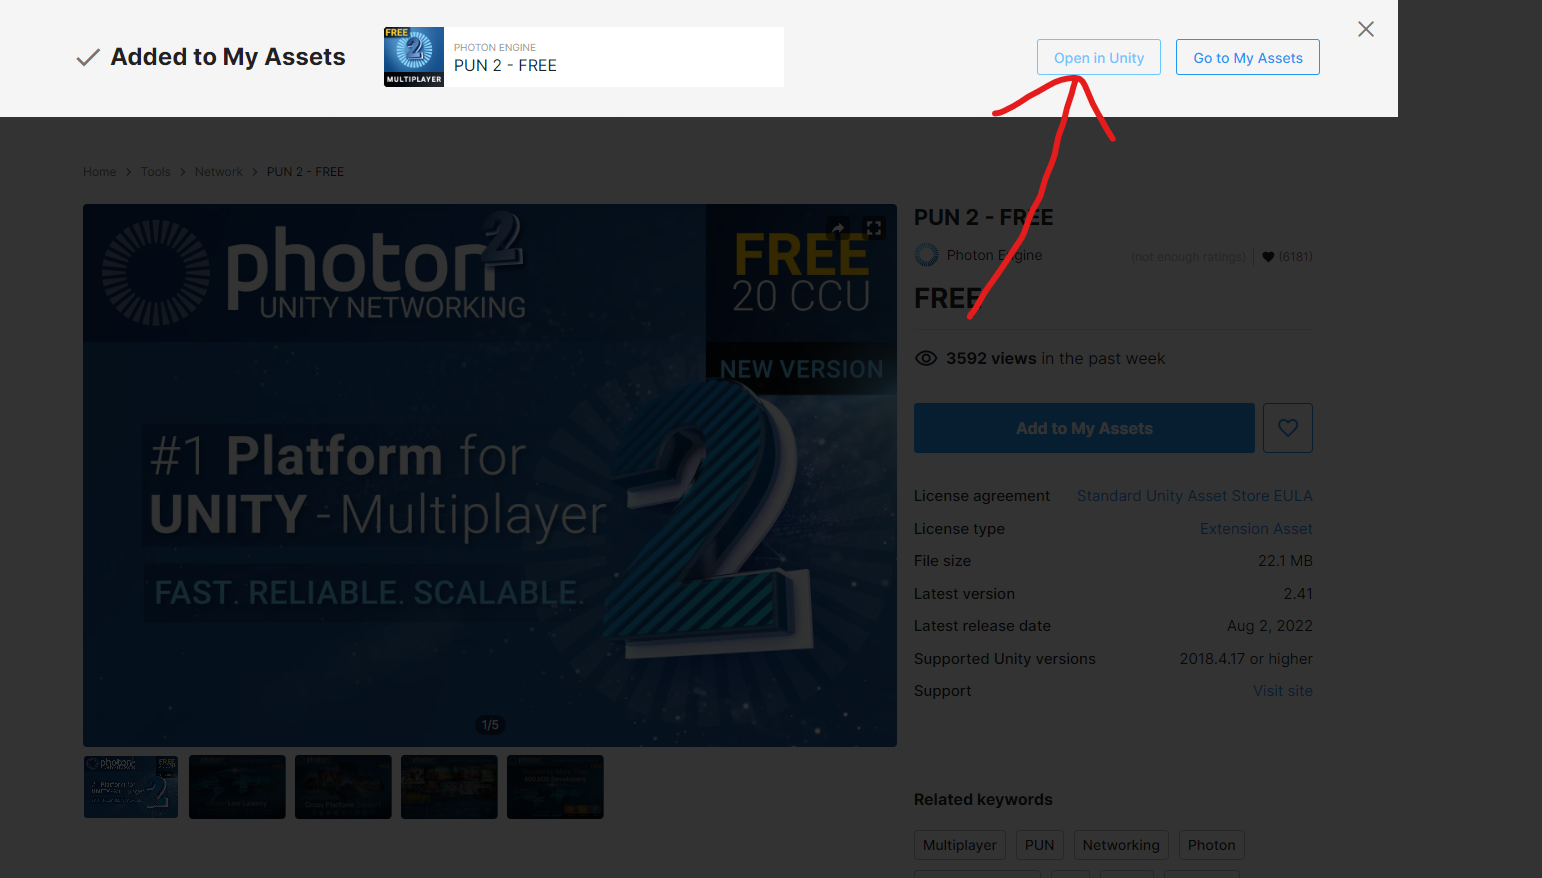 Added to My Assets
FREE
2
MULTIPLAYER
PHOTON ENGINE
PUN 2 - FREE
Open in Unity
Go to My Assets
Home > Tools > Network > PUN 2 - FREE
photon 2
UNITY NETWORKING
FREE
20 CCU
NEW VERSION
#1 Platform for
UNITY - Multiplayer
FAST. RELIABLE. SCALABLE.
2
1/5
PUN 2 - FREE
Photon Engine
(not enough ratings)
(6181)
FREE
3592 views in the past week
Add to My Assets
License agreement
Standard Unity Asset Store EULA
License type
Extension Asset
File size
22.1 MB
Latest version
2.41
Latest release date
Aug 2, 2022
Supported Unity versions
2018.4.17 or higher
Support
Visit site
Related keywords
Multiplayer
PUN
Networking
Photon